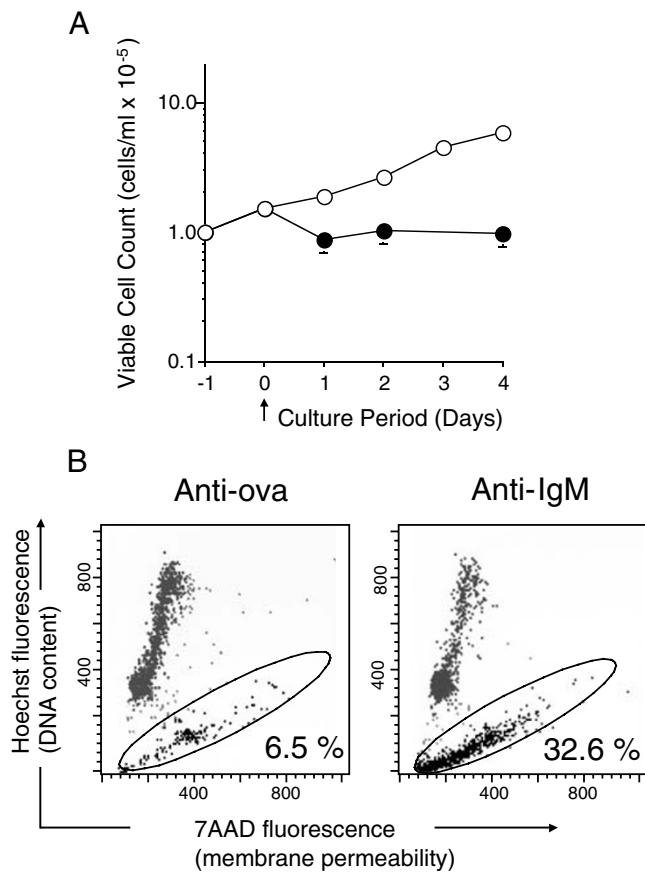 A
Viable Cell Count (cells/ml x 10⁻⁵)
10.0
1.0
0.1
-1 0 1 2 3 4
↑ Culture Period (Days)
B
Anti-ova Anti-IgM
Hoechst fluorescence
(DNA content)
800 800
400 400
6.5 % 32.6 %
400 800 400 800
7AAD fluorescence
(membrane permeability)